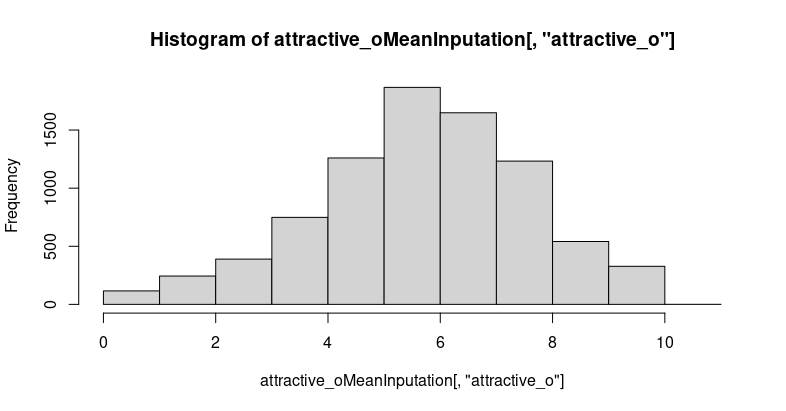 Histogram of attractive_oMeanInputation[, "attractive_o"]
Frequency
1500
1000
500
0
0 2 4 6 8 10
attractive_oMeanInputation[, "attractive_o"]